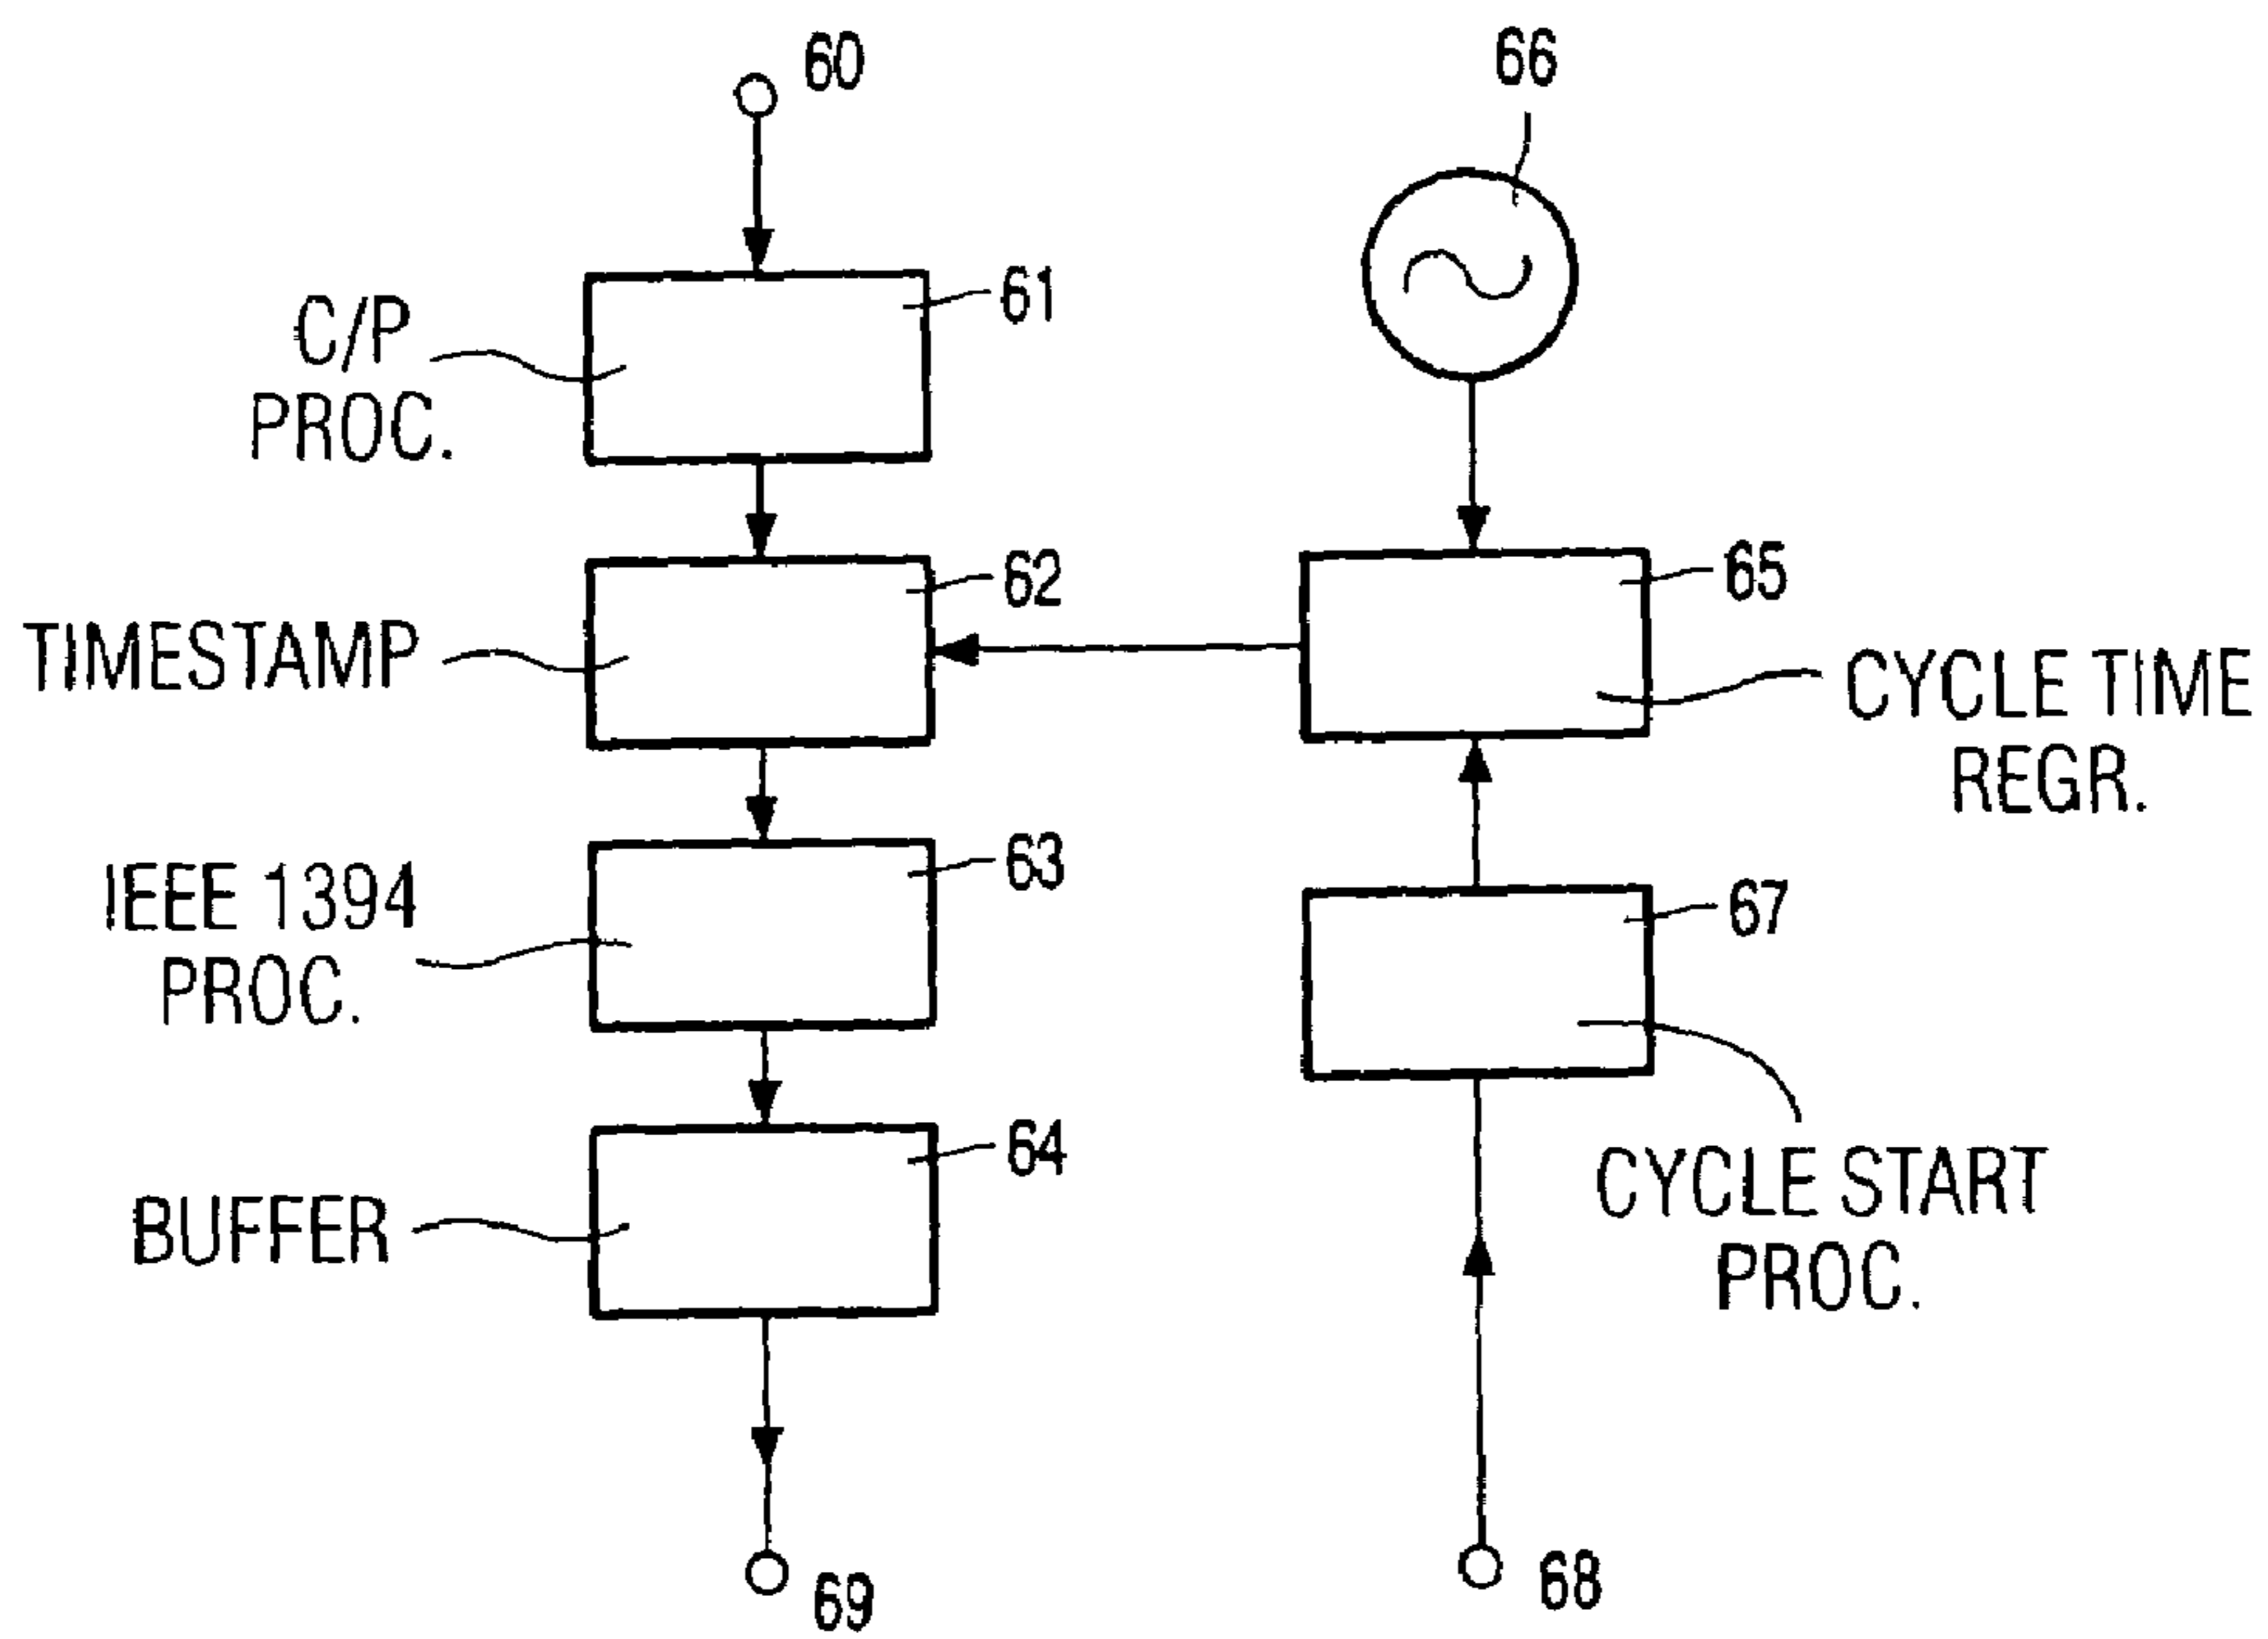 60
66
61
C/P
PROC.
62
65
TIMESTAMP
CYCLE TIME
REGR.
63
IEEE 1394
PROC.
67
64
BUFFER
CYCLE START
PROC.
69
68